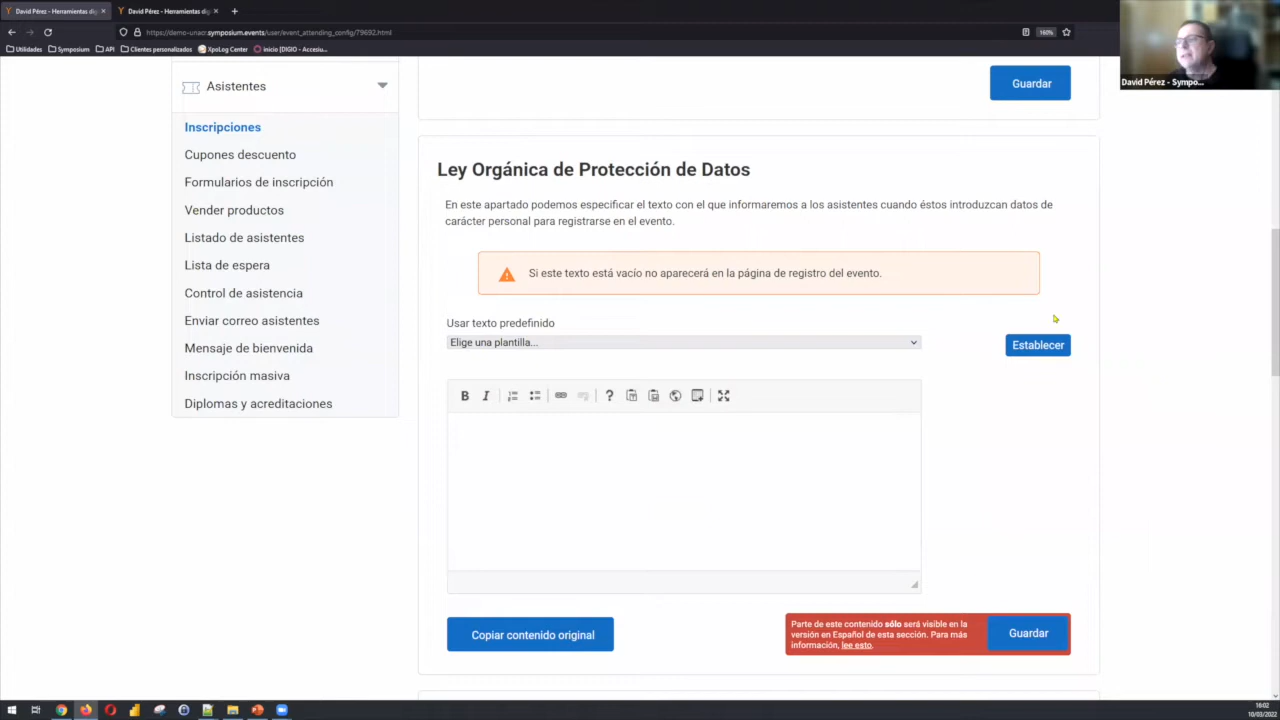 David Pérez - Herramientas dig
David Pérez - Herramientas dig
https://demo-unacr.symposium.events/user/event_attending_config/79692.html
160%
Utilidades
Symposium
API
Clientes personalizados
XpoLog Center
inicio [DIGIO - Accesiu...
David Pérez - Sympo...
Asistentes
Inscripciones
Cupones descuento
Formularios de inscripción
Vender productos
Listado de asistentes
Lista de espera
Control de asistencia
Enviar correo asistentes
Mensaje de bienvenida
Inscripción masiva
Diplomas y acreditaciones
Guardar
Ley Orgánica de Protección de Datos
En este apartado podemos especificar el texto con el que informaremos a los asistentes cuando éstos introduzcan datos de
carácter personal para registrarse en el evento.
Si este texto está vacío no aparecerá en la página de registro del evento.
Usar texto predefinido
Elige una plantilla...
Establecer
B I ?
Copiar contenido original
Parte de este contenido sólo será visible en la
versión en Español de esta sección. Para más
información, lee esto.
Guardar
16:02
10/03/2022